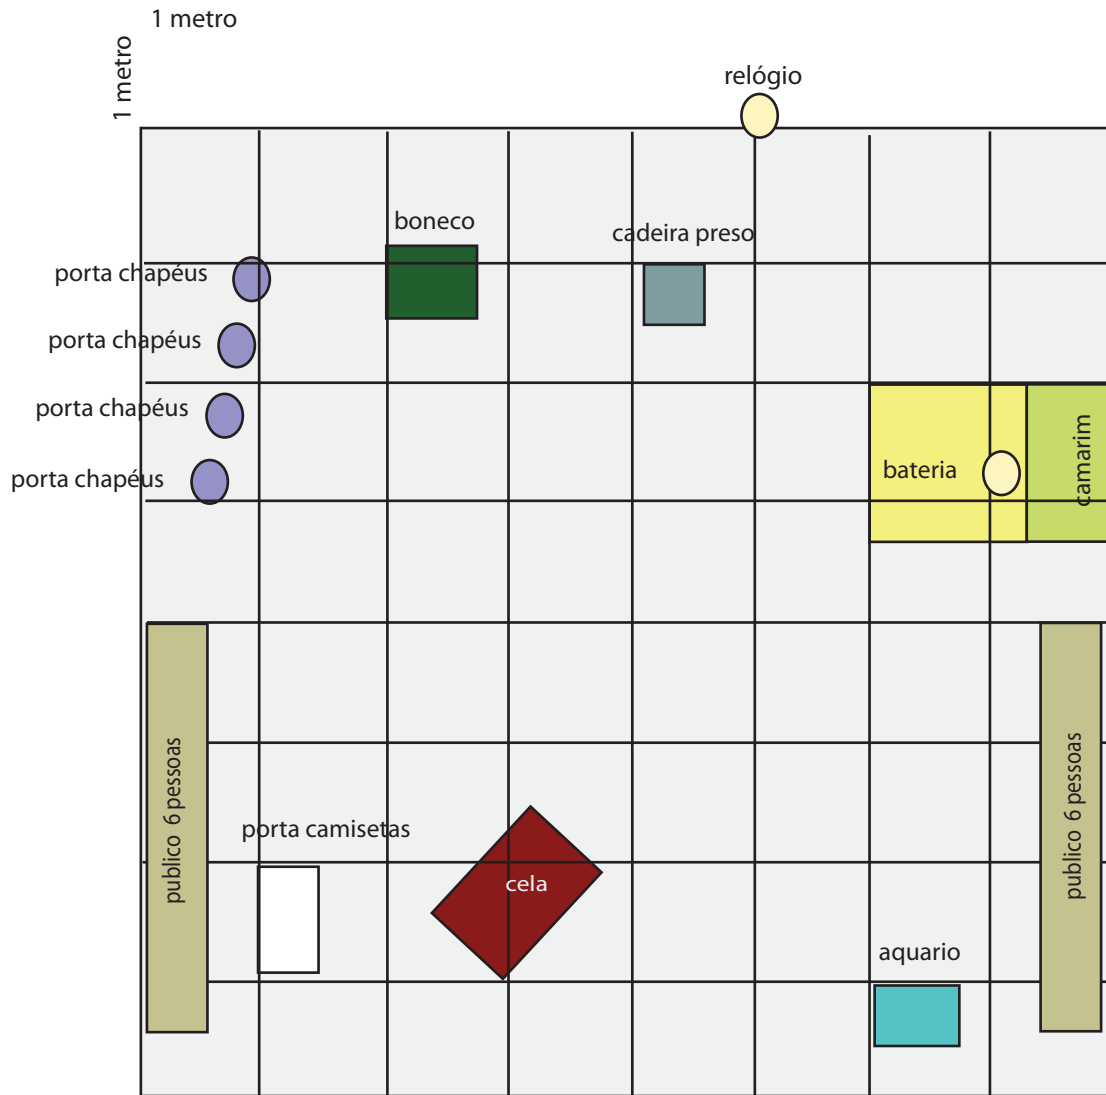 1 metro
1 metro
relógio
boneco
cadeira preso
porta chapéus
porta chapéus
porta chapéus
porta chapéus
bateria
camarim
publico 6 pessoas
publico 6 pessoas
porta camisetas
cela
aquario